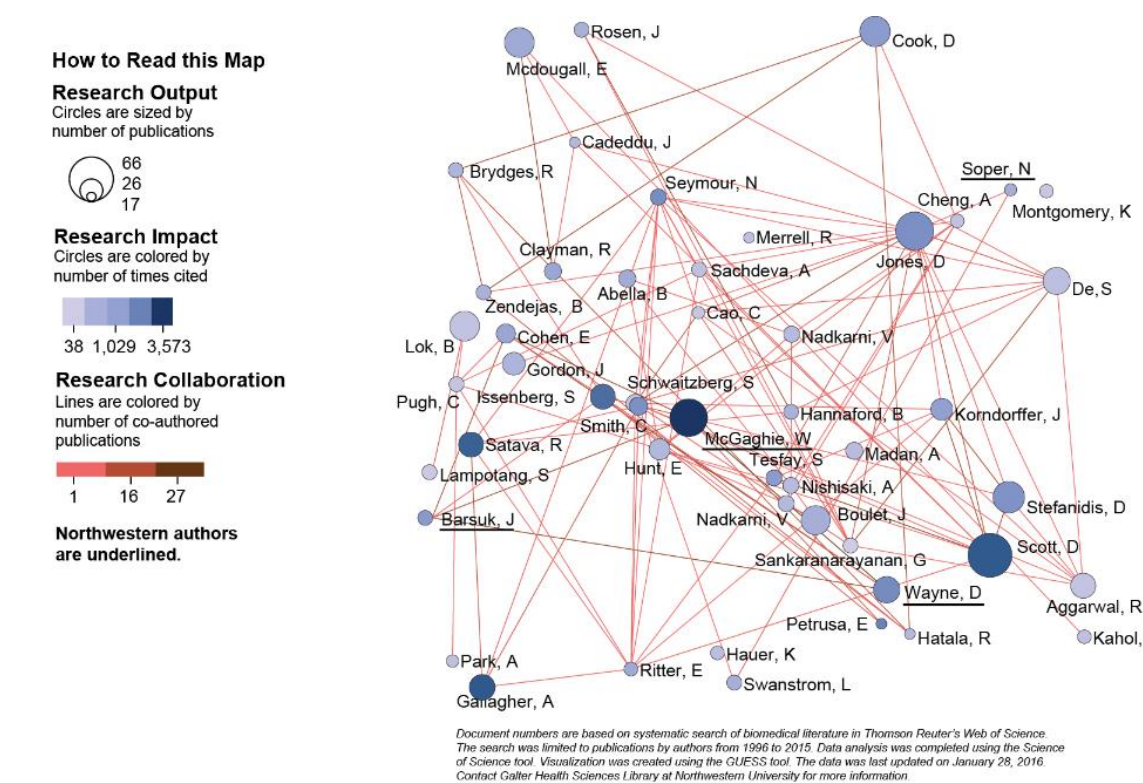 How to Read this Map
Research Output
Circles are sized by
number of publications
66
26
17
Research Impact
Circles are colored by
number of times cited
38 1,029 3,573
Research Collaboration
Lines are colored by
number of co-authored
publications
1 16 27
Northwestern authors
are underlined.
Rosen, J
Cook, D
Mcdougall, E
Cadeddu, J
Brydges, R
Soper, N
Seymour, N
Cheng, A
Montgomery, K
Merrell, R
Clayman, R
Jones, D
Sachdeva, A
Abella, B
De, S
Zendejas, B
Cao, C
Lok, B
Cohen, E
Nadkarni, V
Gordon, J
Schwaitzberg, S
Pugh, C
Issenberg, S
Hannaford, B
Korndorffer, J
Smith, C
McGaghie, W
Satava, R
Hunt, E
Tesfay, S
Madan, A
Lampotang, S
Nishisaki, A
Stefanidis, D
Barsuk, J
Nadkarni, V
Boulet, J
Scott, D
Sankaranarayanan, G
Wayne, D
Aggarwal, R
Petrusa, E
Hatala, R
Kahol,
Park, A
Hauer, K
Ritter, E
Swanstrom, L
Gallagher, A
Document numbers are based on systematic search of biomedical literature in Thomson Reuter's Web of Science.
The search was limited to publications by authors from 1996 to 2015. Data analysis was completed using the Science
of Science tool. Visualization was created using the GUESS tool. The data was last updated on January 28, 2016.
Contact Galter Health Sciences Library at Northwestern University for more information.